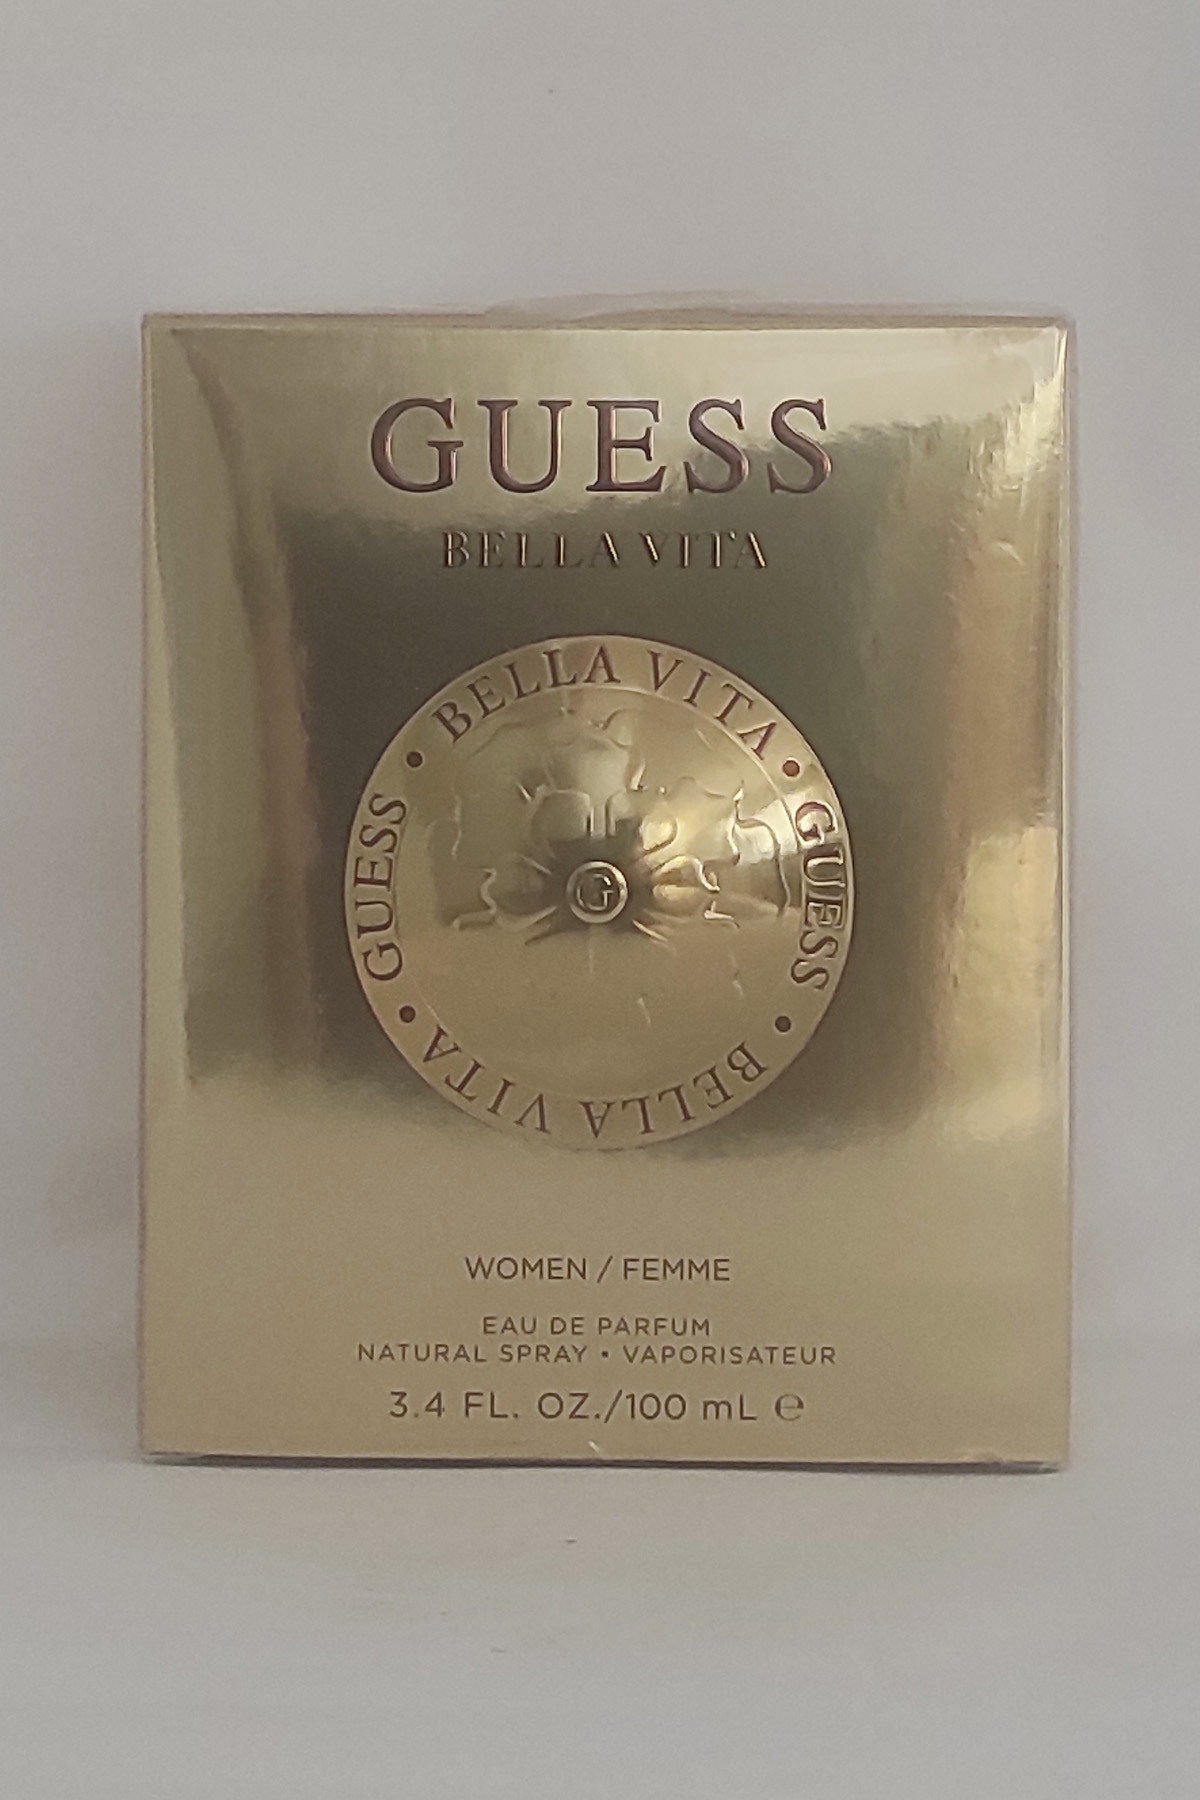 GUESS
BELLA VITA
BELLA VITA • GUESS • BELLA VITA • GUESS •
G
WOMEN / FEMME
EAU DE PARFUM
NATURAL SPRAY • VAPORISATEUR
3.4 FL. OZ./100 mL ℮